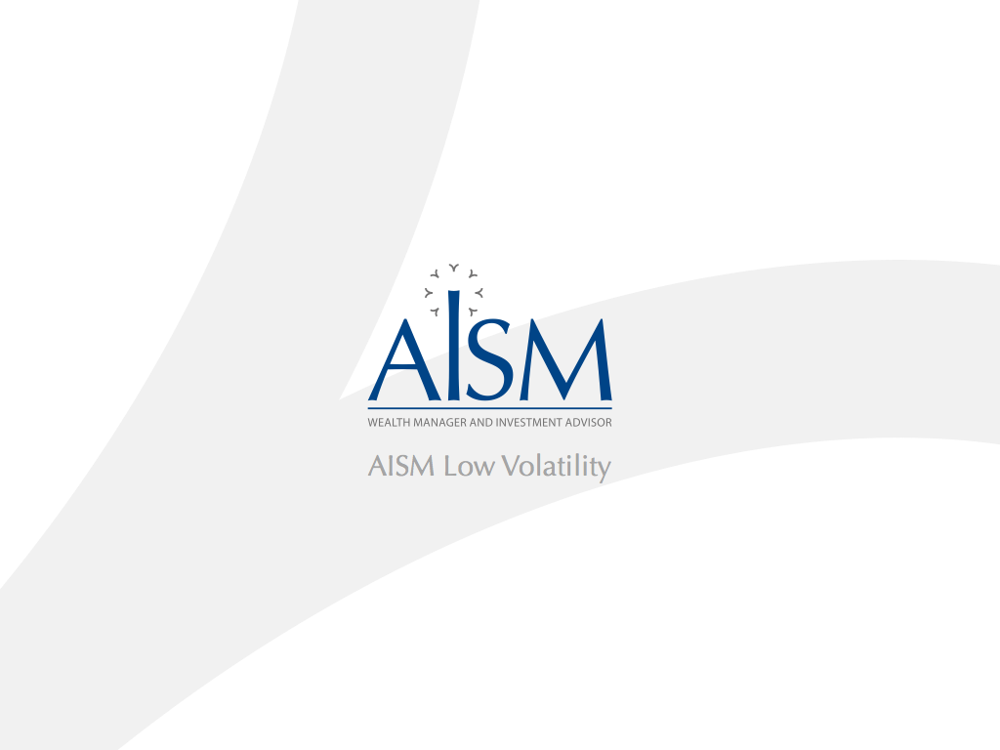 AISM
WEALTH MANAGER AND INVESTMENT ADVISOR
AISM Low Volatility